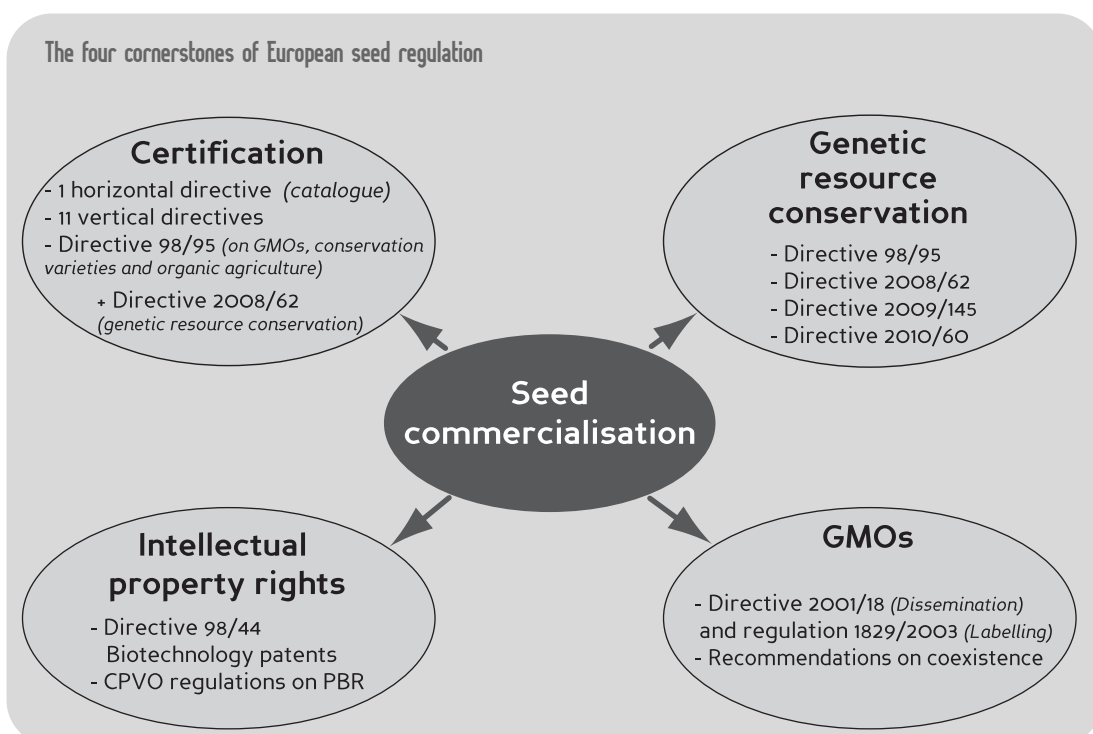 The four cornerstones of European seed regulation
Certification
- 1 horizontal directive (catalogue)
- 11 vertical directives
- Directive 98/95 (on GMOs, conservation
varieties and organic agriculture)
+ Directive 2008/62
(genetic resource conservation)
Genetic
resource
conservation
- Directive 98/95
- Directive 2008/62
- Directive 2009/145
- Directive 2010/60
Seed
commercialisation
Intellectual
property rights
- Directive 98/44
Biotechnology patents
- CPVO regulations on PBR
GMOs
- Directive 2001/18 (Dissemination)
and regulation 1829/2003 (Labelling)
- Recommendations on coexistence